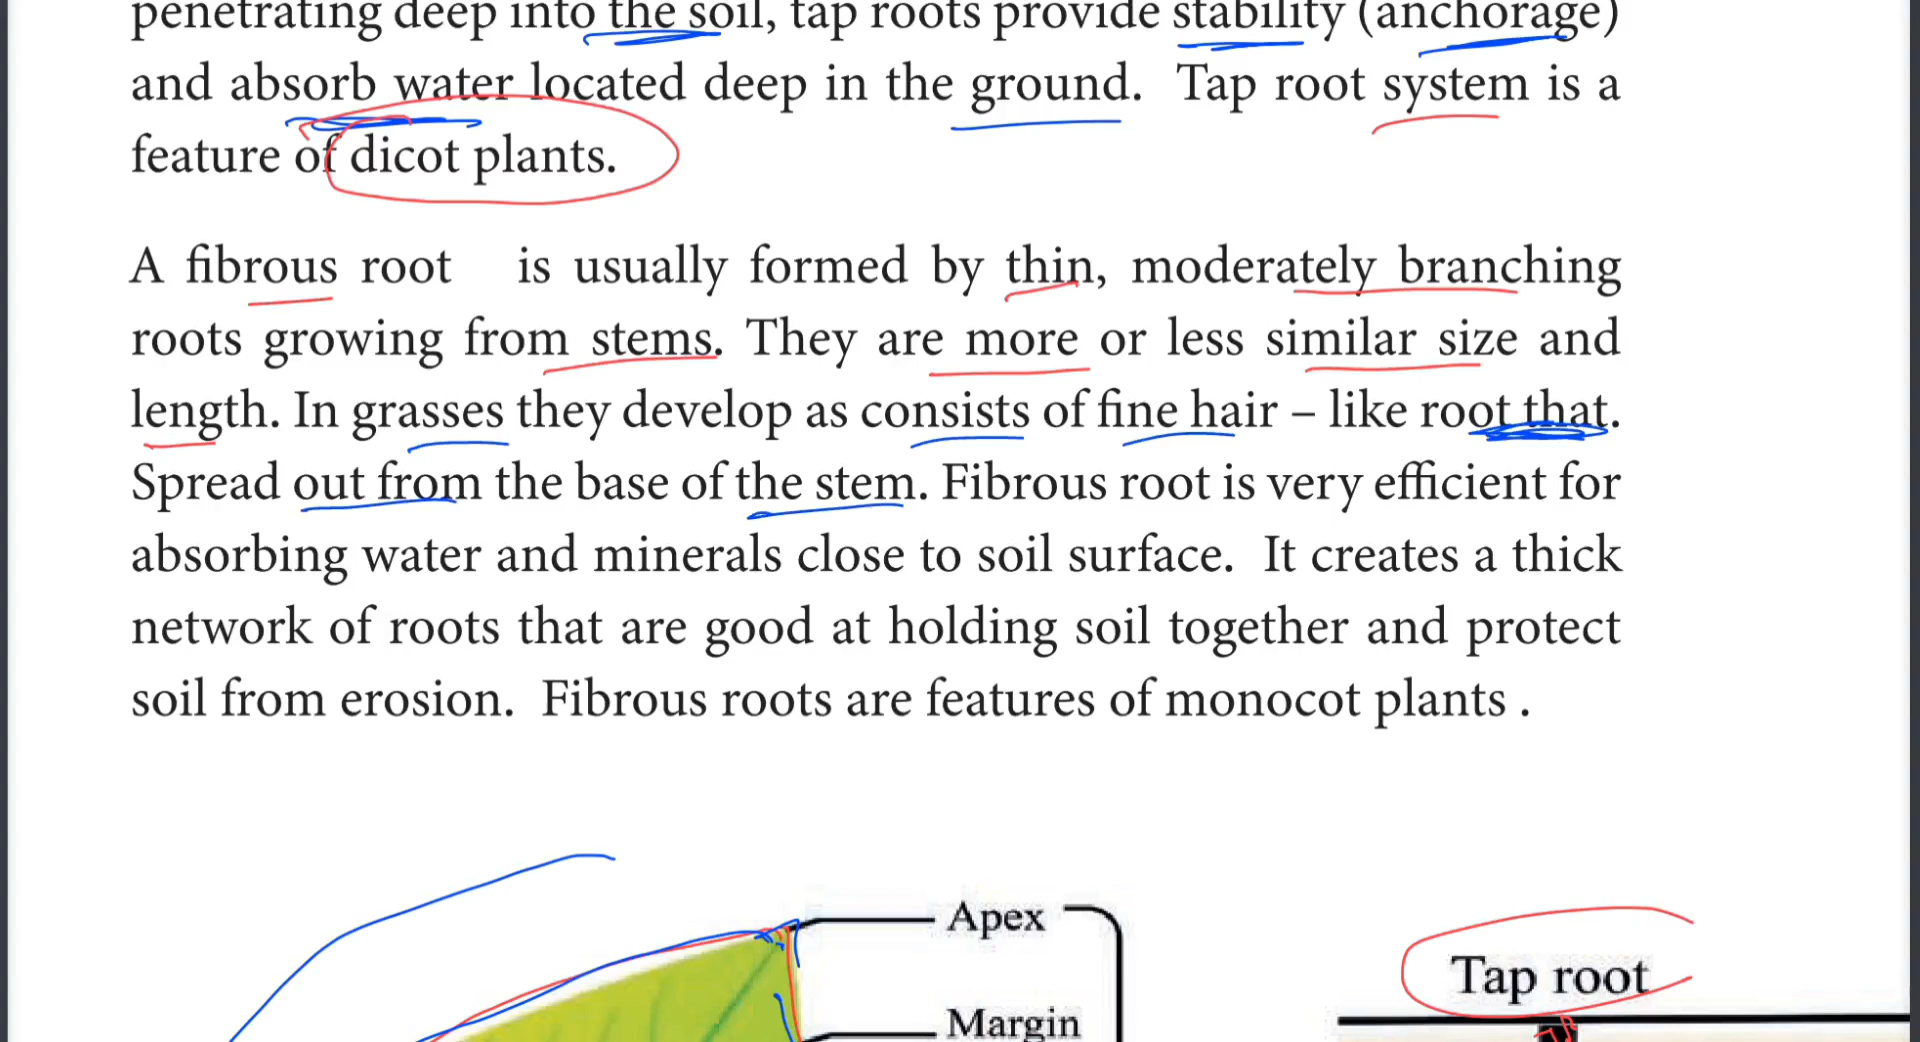 penetrating deep into the soil, tap roots provide stability (anchorage)
and absorb water located deep in the ground. Tap root system is a
feature of dicot plants.
A fibrous root is usually formed by thin, moderately branching
roots growing from stems. They are more or less similar size and
length. In grasses they develop as consists of fine hair – like root that.
Spread out from the base of the stem. Fibrous root is very efficient for
absorbing water and minerals close to soil surface. It creates a thick
network of roots that are good at holding soil together and protect
soil from erosion. Fibrous roots are features of monocot plants .
Apex
Tap root
Margin